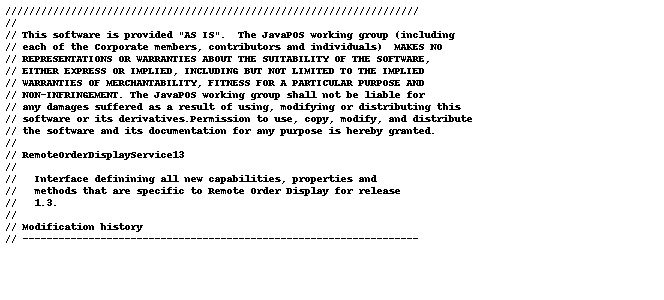 //////////////////////////////////////////////////////////////////////
//
// This software is provided "AS IS".  The JavaPOS working group (including
// each of the Corporate members, contributors and individuals)  MAKES NO
// REPRESENTATIONS OR WARRANTIES ABOUT THE SUITABILITY OF THE SOFTWARE,
// EITHER EXPRESS OR IMPLIED, INCLUDING BUT NOT LIMITED TO THE IMPLIED
// WARRANTIES OF MERCHANTABILITY, FITNESS FOR A PARTICULAR PURPOSE AND
// NON-INFRINGEMENT. The JavaPOS working group shall not be liable for
// any damages suffered as a result of using, modifying or distributing this
// software or its derivatives.Permission to use, copy, modify, and distribute
// the software and its documentation for any purpose is hereby granted.
//
// RemoteOrderDisplayService13
//
//   Interface definining all new capabilities, properties and
//   methods that are specific to Remote Order Display for release
//   1.3.
//
// Modification history
// ------------------------------------------------------------------